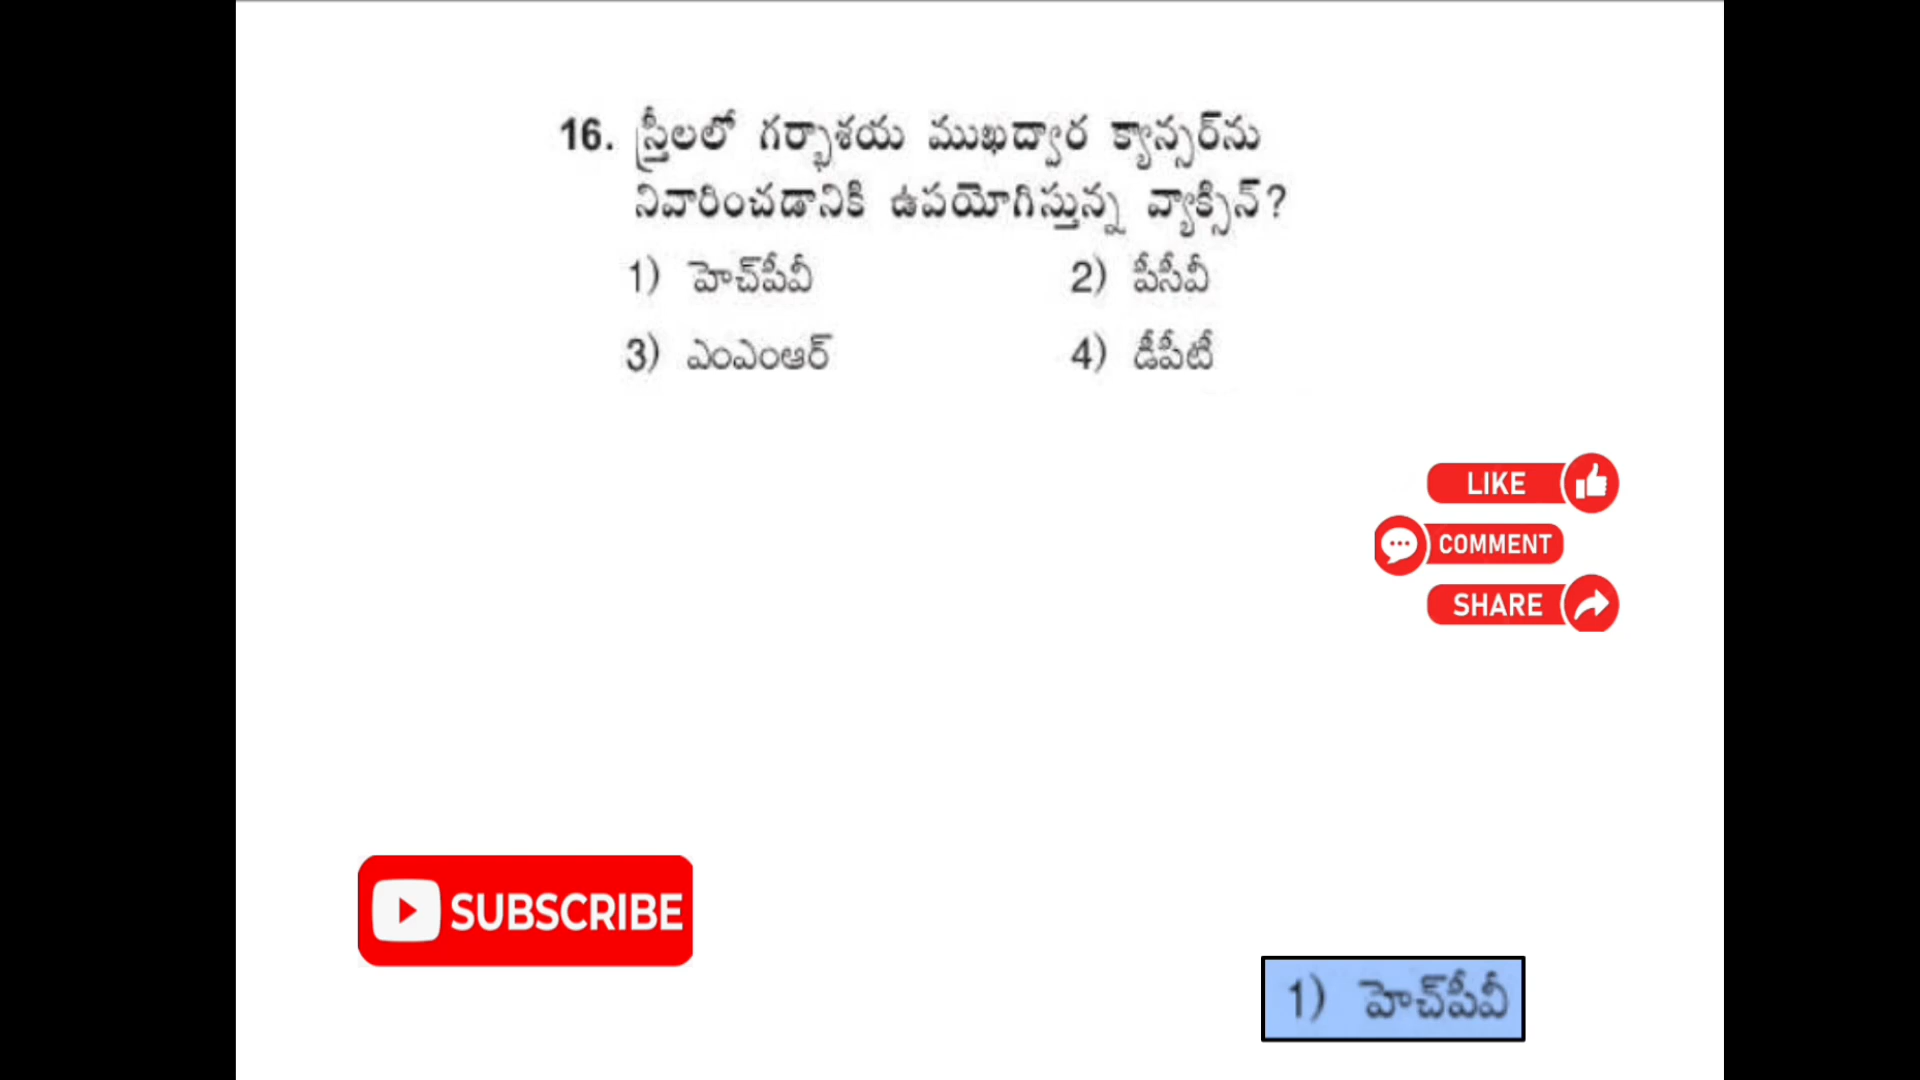 16. స్త్రీలలో గర్భాశయ ముఖద్వార క్యాన్సర్‌ను
నివారించడానికి ఉపయోగిస్తున్న వ్యాక్సిన్?
1) హెచ్‌పీవీ 2) పీసీవీ
3) ఎంఎంఆర్ 4) డీపీటీ
LIKE
COMMENT
SHARE
SUBSCRIBE
1) హెచ్‌పీవీ